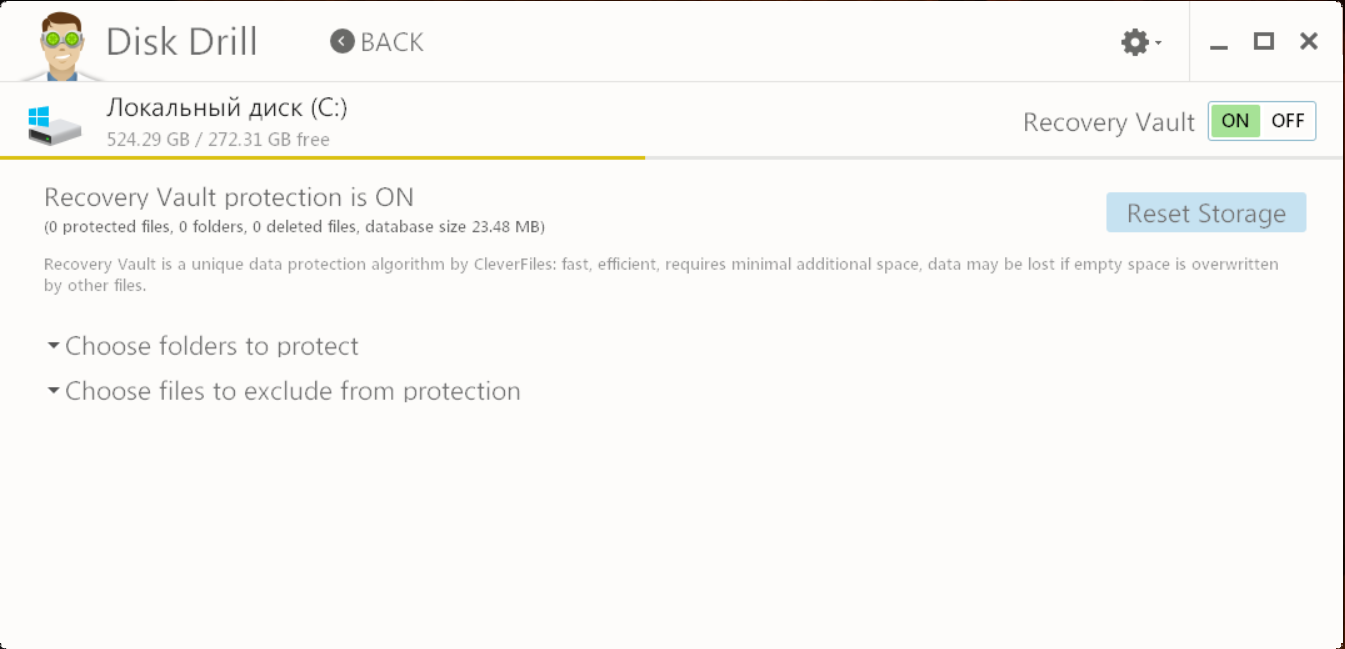 Disk Drill
BACK
Локальный диск (C:)
524.29 GB / 272.31 GB free
Recovery Vault
ON
OFF
Recovery Vault protection is ON
(0 protected files, 0 folders, 0 deleted files, database size 23.48 MB)
Reset Storage
Recovery Vault is a unique data protection algorithm by CleverFiles: fast, efficient, requires minimal additional space, data may be lost if empty space is overwritten
by other files.
Choose folders to protect
Choose files to exclude from protection